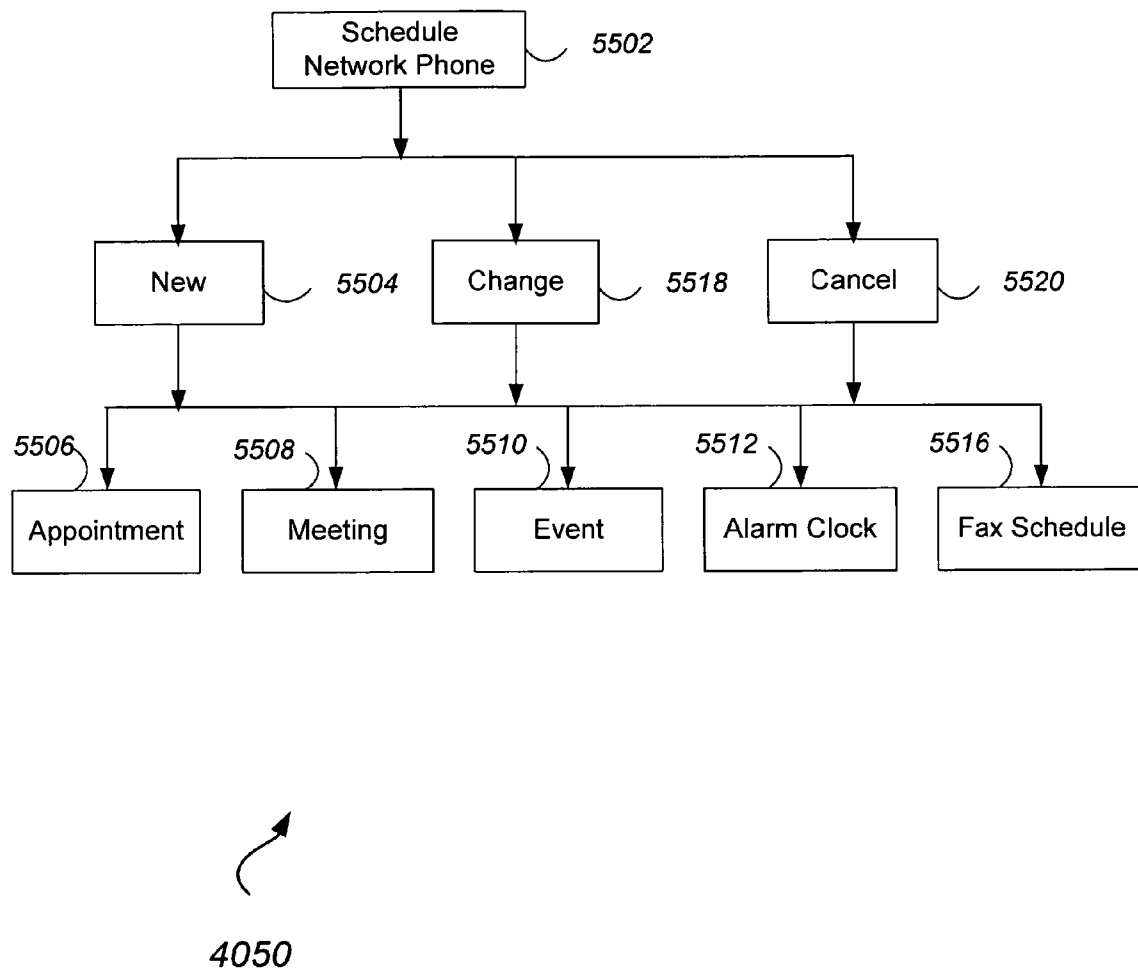 Schedule
Network Phone
5502
New
5504
Change
5518
Cancel
5520
5506
5508
5510
5512
5516
Appointment
Meeting
Event
Alarm Clock
Fax Schedule
4050